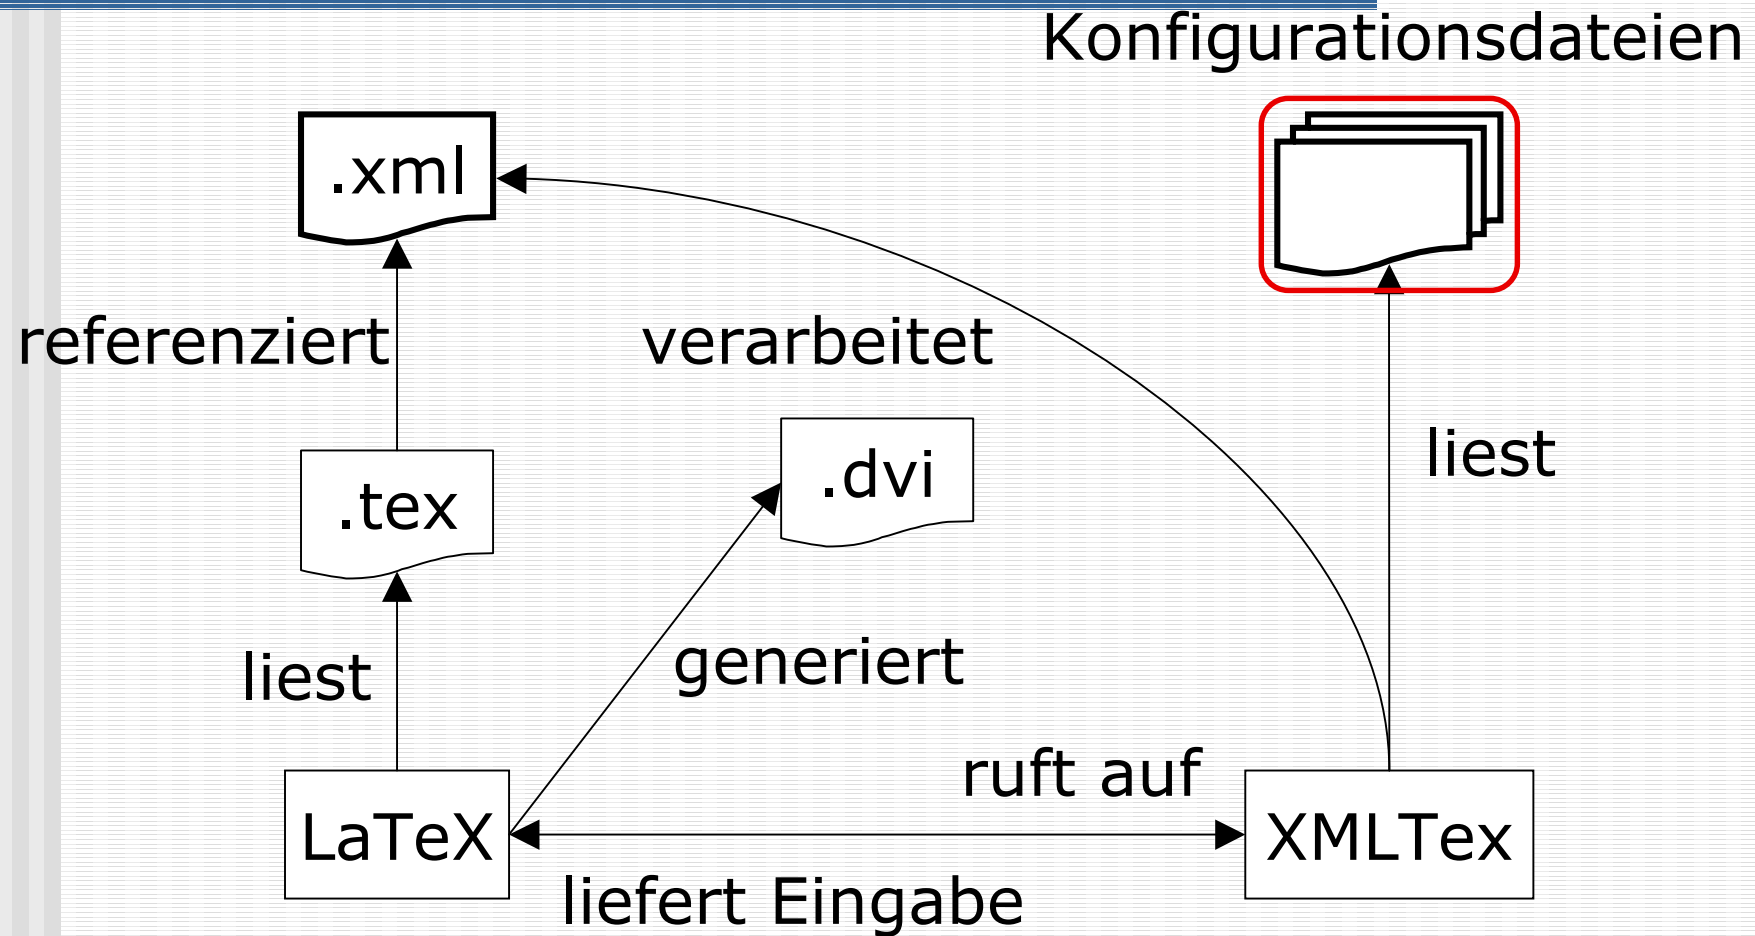 Konfigurationsdateien
.xml
referenziert
verarbeitet
liest
.dvi
.tex
generiert
liest
ruft auf
LaTeX
XMLTex
liefert Eingabe